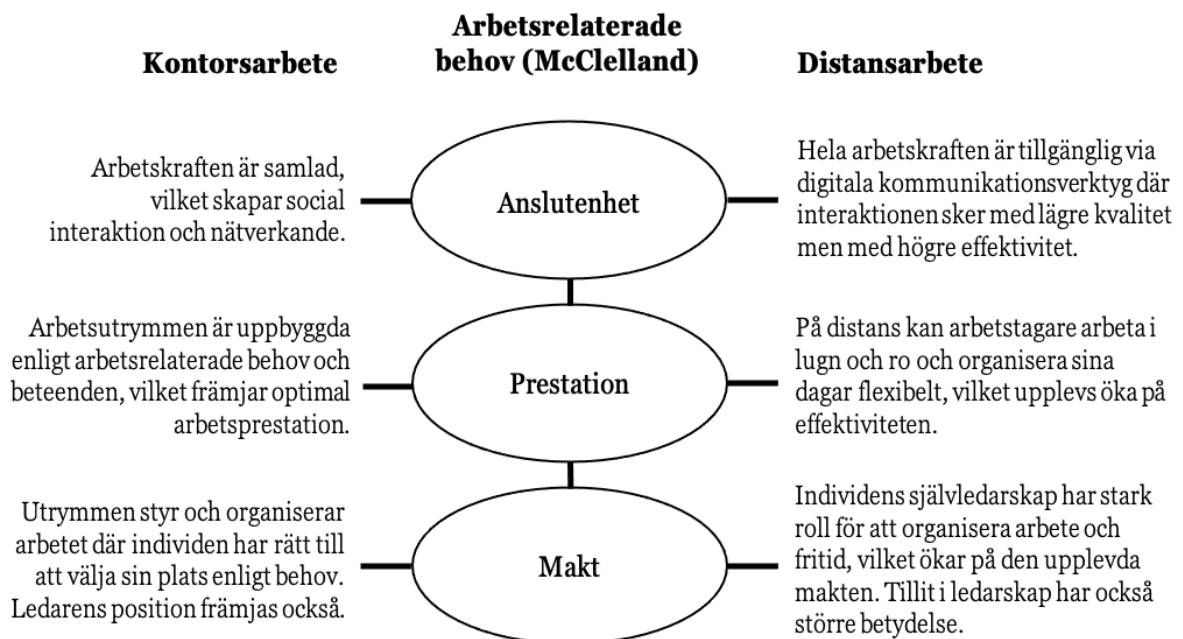 Kontorsarbete
Arbetsrelaterade
behov (McClelland)
Distansarbete
Arbetskraften är samlad,
vilket skapar social
interaktion och nätverkande.
Anslutenhet
Hela arbetskraften är tillgänglig via
digitala kommunikationsverktyg där
interaktionen sker med lägre kvalitet
men med högre effektivitet.
Arbetsutrymmen är uppbyggda
enligt arbetsrelaterade behov och
beteenden, vilket främjar optimal
arbetsprestation.
Prestation
På distans kan arbetstagare arbeta i
lugn och ro och organisera sina
dagar flexibelt, vilket upplevs öka på
effektiviteten.
Utrymmen styr och organiserar
arbetet där individen har rätt till
att välja sin plats enligt behov.
Ledarens position främjas också.
Makt
Individens självledarskap har stark
roll för att organisera arbete och
fritid, vilket ökar på den upplevda
makten. Tillit i ledarskap har också
större betydelse.